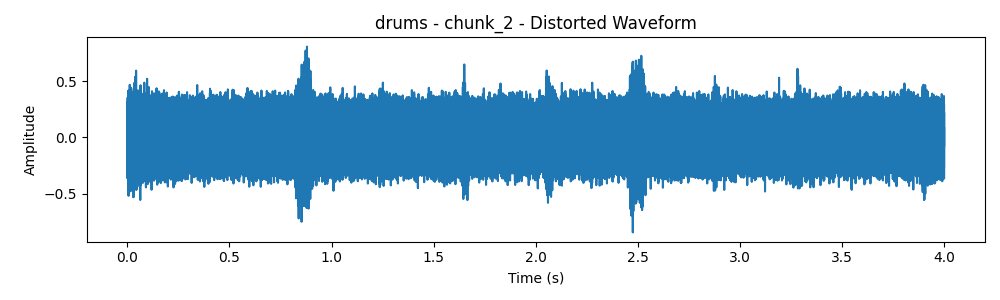 drums - chunk_2 - Distorted Waveform
Amplitude
0.5
0.0
−0.5
0.0 0.5 1.0 1.5 2.0 2.5 3.0 3.5 4.0
Time (s)